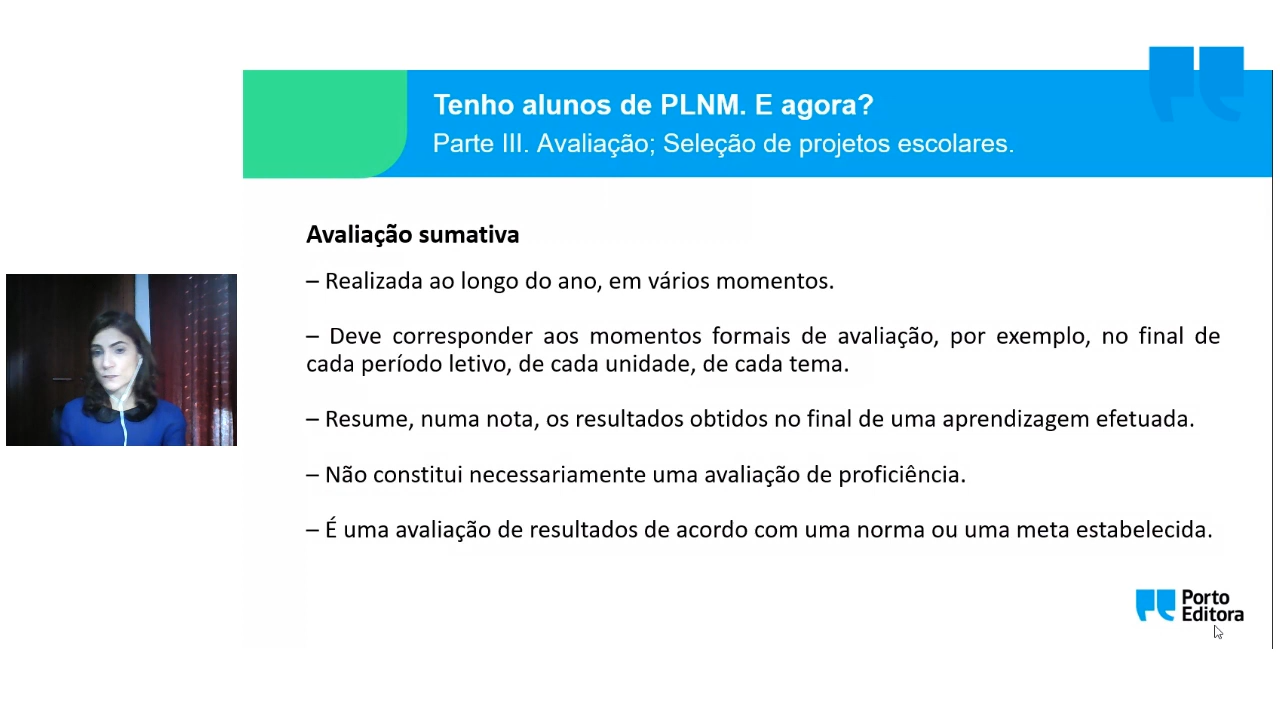 Tenho alunos de PLNM. E agora?
Parte III. Avaliação; Seleção de projetos escolares.
Avaliação sumativa
– Realizada ao longo do ano, em vários momentos.
– Deve corresponder aos momentos formais de avaliação, por exemplo, no final de
cada período letivo, de cada unidade, de cada tema.
– Resume, numa nota, os resultados obtidos no final de uma aprendizagem efetuada.
– Não constitui necessariamente uma avaliação de proficiência.
– É uma avaliação de resultados de acordo com uma norma ou uma meta estabelecida.
Porto
Editora